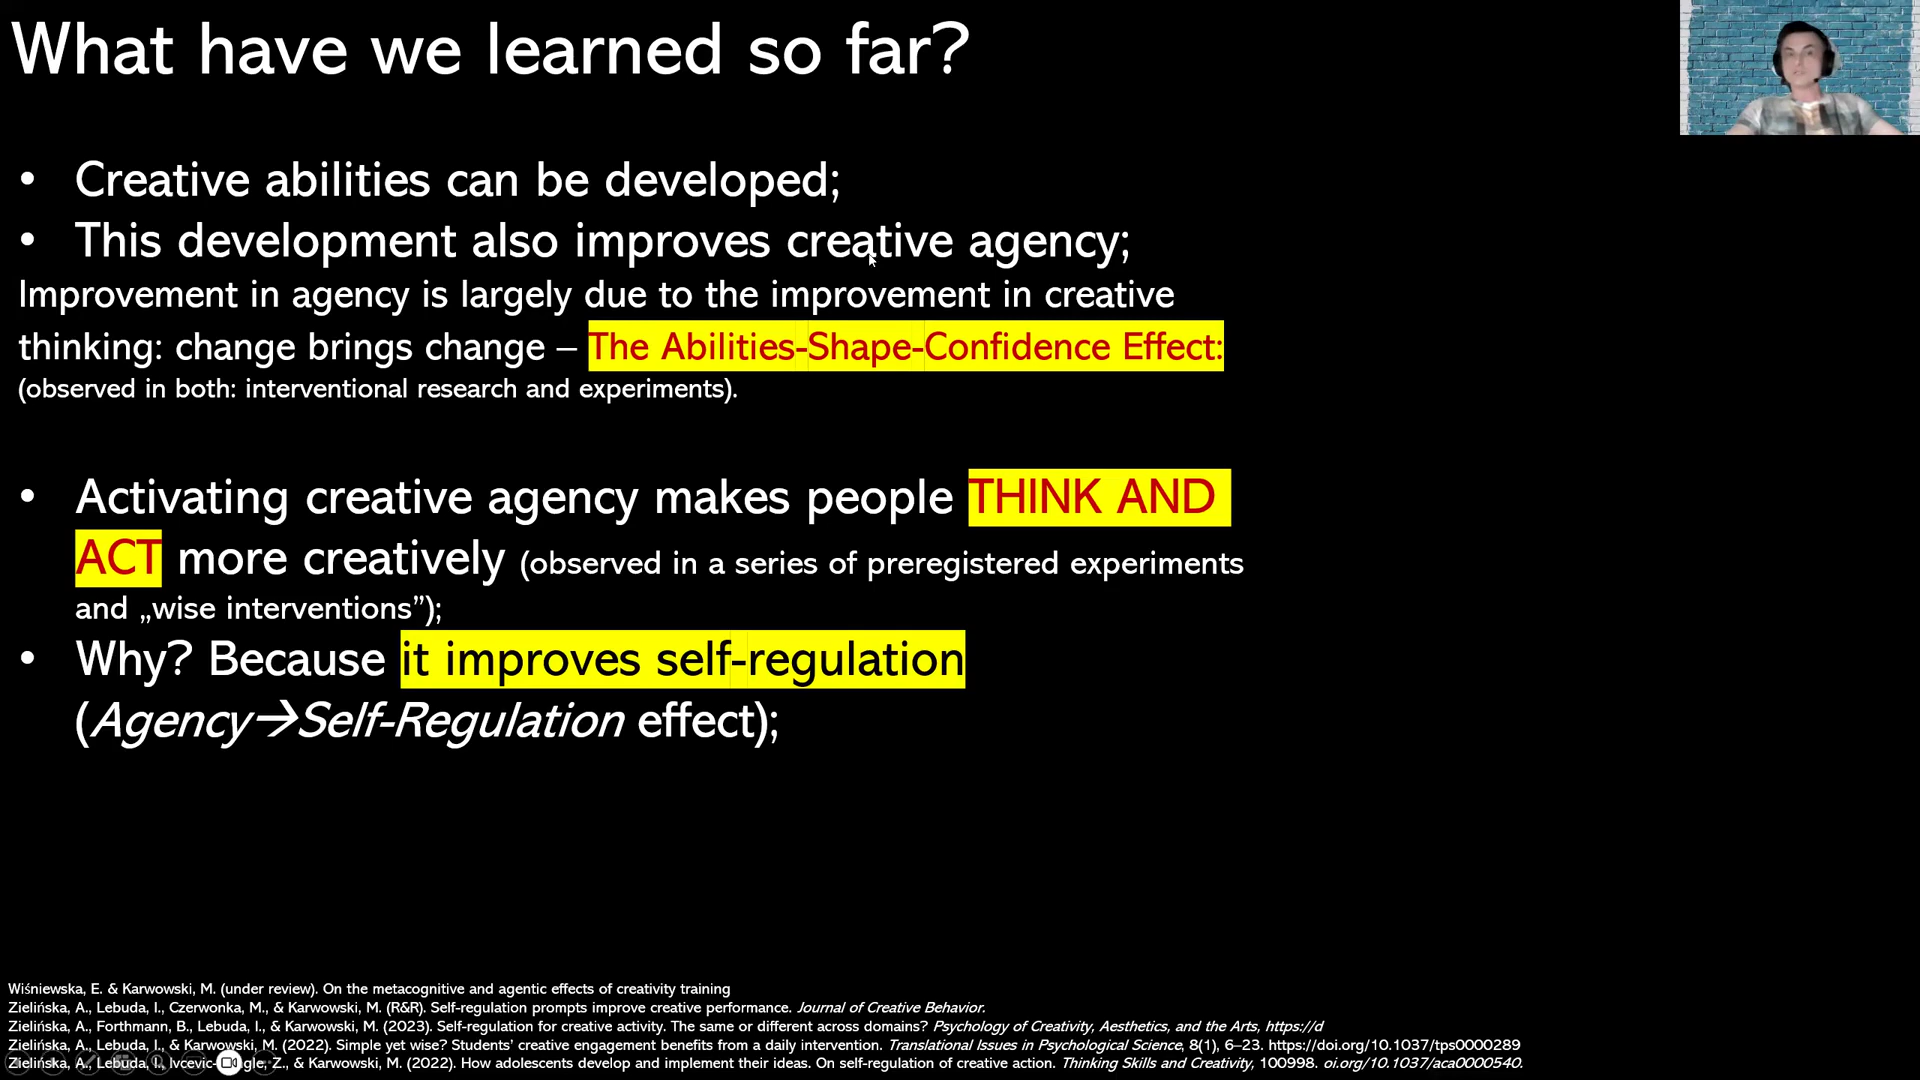 What have we learned so far?
• Creative abilities can be developed;
• This development also improves creative agency;
Improvement in agency is largely due to the improvement in creative
thinking: change brings change – The Abilities-Shape-Confidence Effect:
(observed in both: interventional research and experiments).
• Activating creative agency makes people THINK AND
ACT more creatively (observed in a series of preregistered experiments
and „wise interventions”);
• Why? Because it improves self-regulation
(Agency→Self-Regulation effect);
Wiśniewska, E. & Karwowski, M. (under review). On the metacognitive and agentic effects of creativity training
Zielińska, A., Lebuda, I., Czerwonka, M., & Karwowski, M. (R&R). Self-regulation prompts improve creative performance. Journal of Creative Behavior.
Zielińska, A., Forthmann, B., Lebuda, I., & Karwowski, M. (2023). Self-regulation for creative activity. The same or different across domains? Psychology of Creativity, Aesthetics, and the Arts, https://d
Zielińska, A., Lebuda, I., & Karwowski, M. (2022). Simple yet wise? Students’ creative engagement benefits from a daily intervention. Translational Issues in Psychological Science, 8(1), 6–23. https://doi.org/10.1037/tps0000289
Zielińska, A., Lebuda, I., Ivcevic- Z., & Karwowski, M. (2022). How adolescents develop and implement their ideas. On self-regulation of creative action. Thinking Skills and Creativity, 100998. oi.org/10.1037/aca0000540.